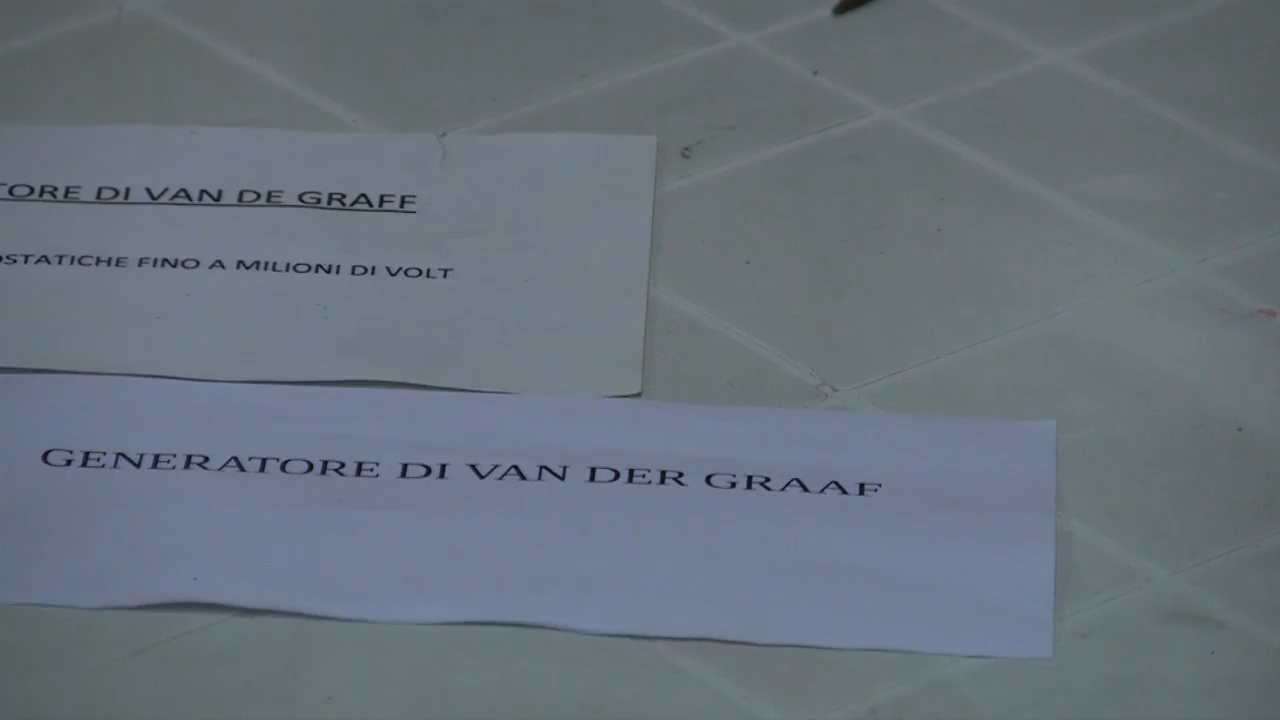 TORE DI VAN DE GRAFF
OSTATICHE FINO A MILIONI DI VOLT
GENERATORE DI VAN DER GRAAF